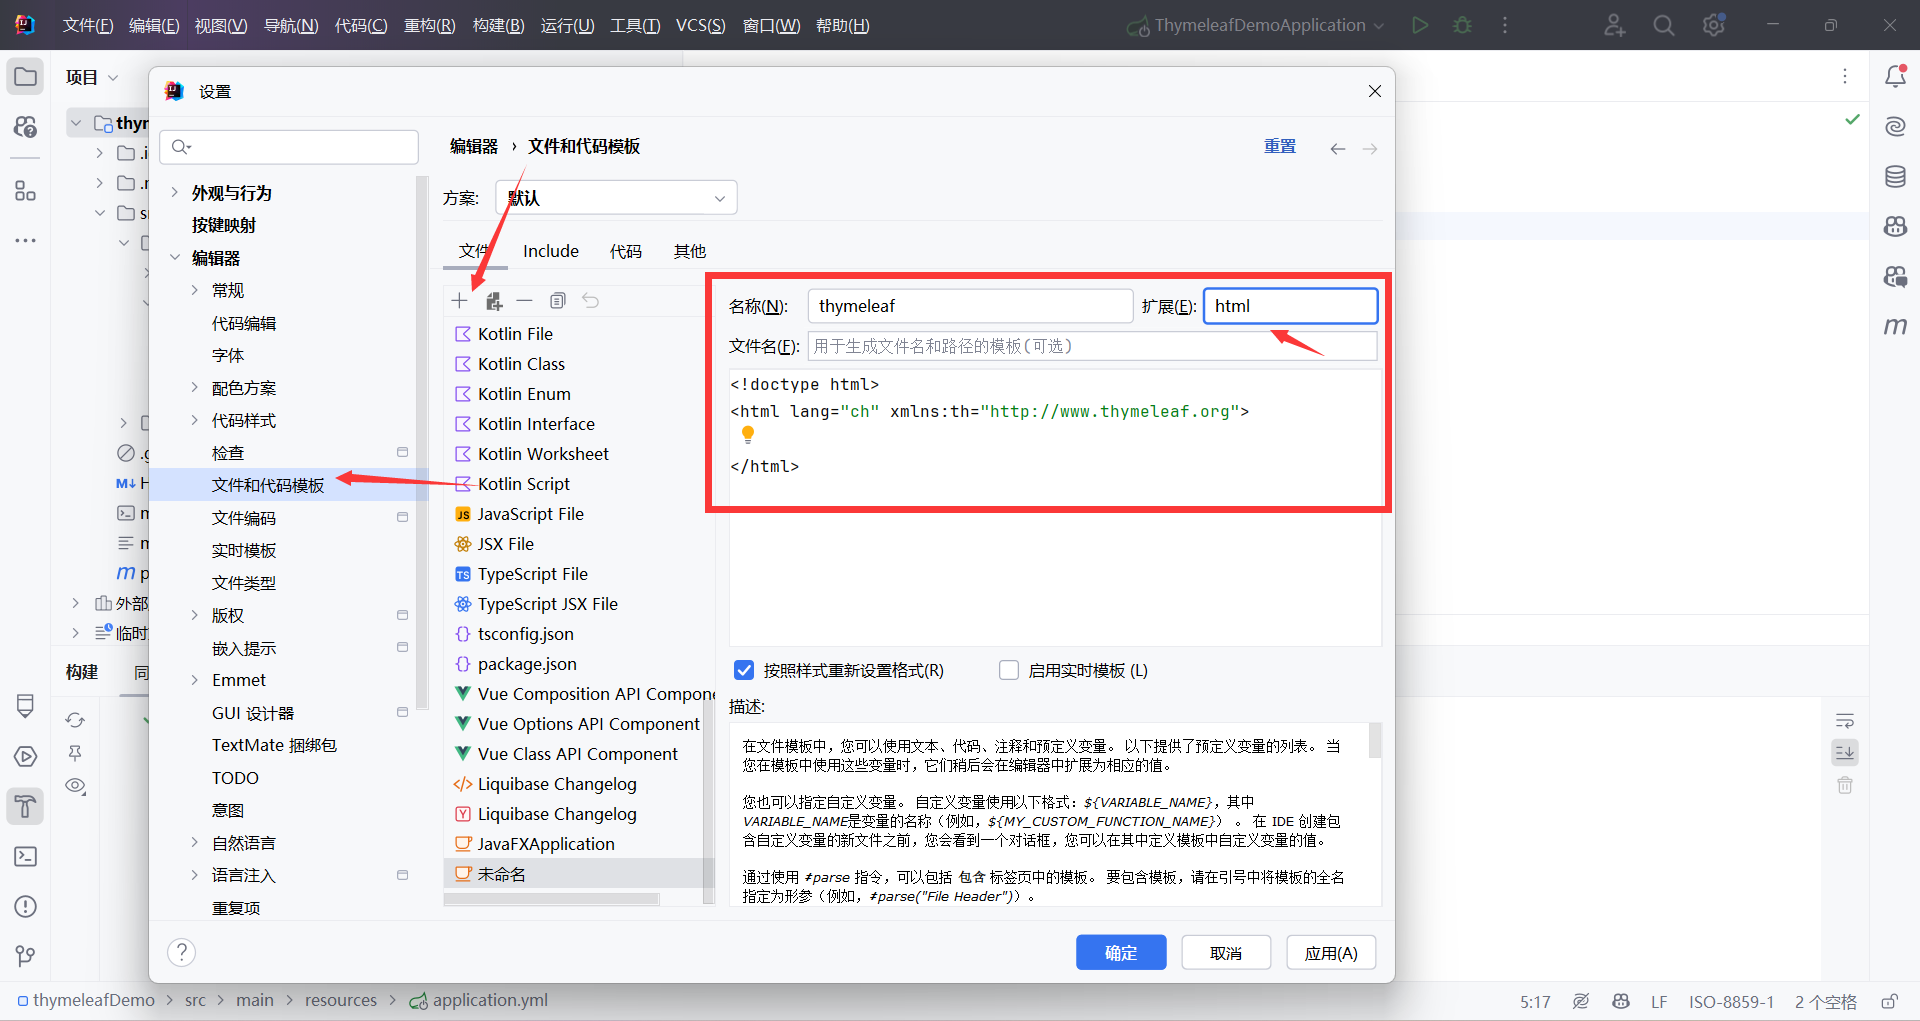 文件(F) 编辑(E) 视图(V) 导航(N) 代码(C) 重构(R) 构建(B) 运行(U) 工具(T) VCS(S) 窗口(W) 帮助(H)
ThymeleafDemoApplication
项目
设置
thyr
.i
编辑器 › 文件和代码模板
重置
方案: 默认
外观与行为
按键映射
编辑器
常规
代码编辑
字体
配色方案
代码样式
检查
文件和代码模板
文件编码
实时模板
文件类型
版权
嵌入提示
Emmet
GUI 设计器
TextMate 捆绑包
TODO
意图
自然语言
语言注入
重复项
.g
M↓ H
m
p
外部
临时
构建 同
文件 Include 代码 其他
Kotlin File
Kotlin Class
Kotlin Enum
Kotlin Interface
Kotlin Worksheet
Kotlin Script
JS JavaScript File
JSX File
TS TypeScript File
TypeScript JSX File
{} tsconfig.json
{} package.json
Vue Composition API Compone
Vue Options API Component
Vue Class API Component
</> Liquibase Changelog
Y Liquibase Changelog
JavaFXApplication
未命名
名称(N): thymeleaf 扩展(E): html
文件名(F): 用于生成文件名和路径的模板(可选)
<!doctype html>
<html lang="ch" xmlns:th="http://www.thymeleaf.org">
</html>
按照样式重新设置格式(R) 启用实时模板 (L)
描述:
在文件模板中，您可以使用文本、代码、注释和预定义变量。 以下提供了预定义变量的列表。 当
您在模板中使用这些变量时，它们稍后会在编辑器中扩展为相应的值。
您也可以指定自定义变量。 自定义变量使用以下格式：${VARIABLE_NAME}，其中
VARIABLE_NAME是变量的名称（例如，${MY_CUSTOM_FUNCTION_NAME}） 。 在 IDE 创建包
含自定义变量的新文件之前，您会看到一个对话框，您可以在其中定义模板中自定义变量的值。
通过使用 #parse 指令，可以包括 包含 标签页中的模板。 要包含模板，请在引号中将模板的全名
指定为形参（例如，#parse("File Header")）。
? 确定 取消 应用(A)
thymeleafDemo › src › main › resources › application.yml
5:17 LF ISO-8859-1 2 个空格